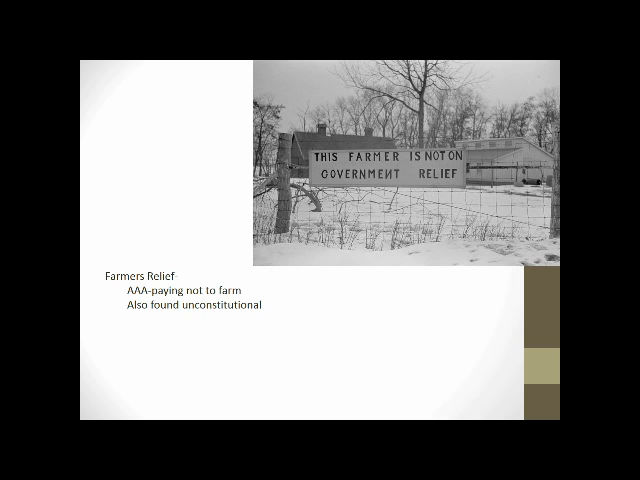 THIS FARMER IS NOT ON
GOVERNMENT RELIEF
Farmers Relief-
AAA-paying not to farm
Also found unconstitutional